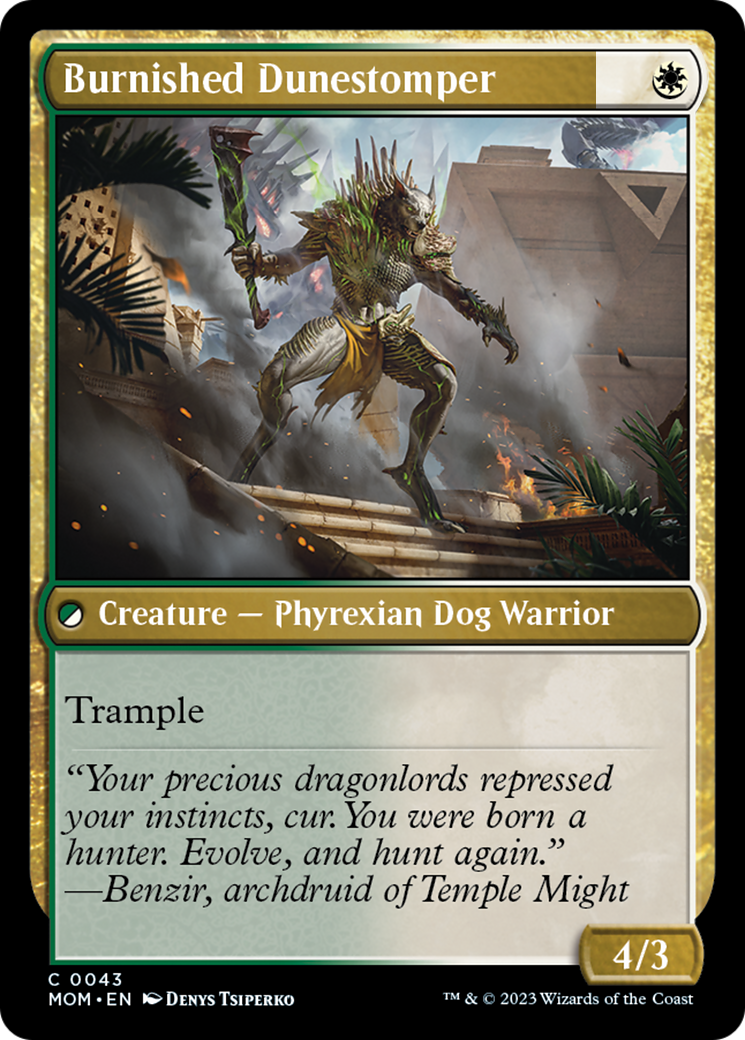 Burnished Dunestomper
Creature — Phyrexian Dog Warrior
Trample
“Your precious dragonlords repressed
your instincts, cur. You were born a
hunter. Evolve, and hunt again.”
—Benzir, archdruid of Temple Might
4/3
C 0043
MOM • EN Denys Tsiperko
™ & © 2023 Wizards of the Coast